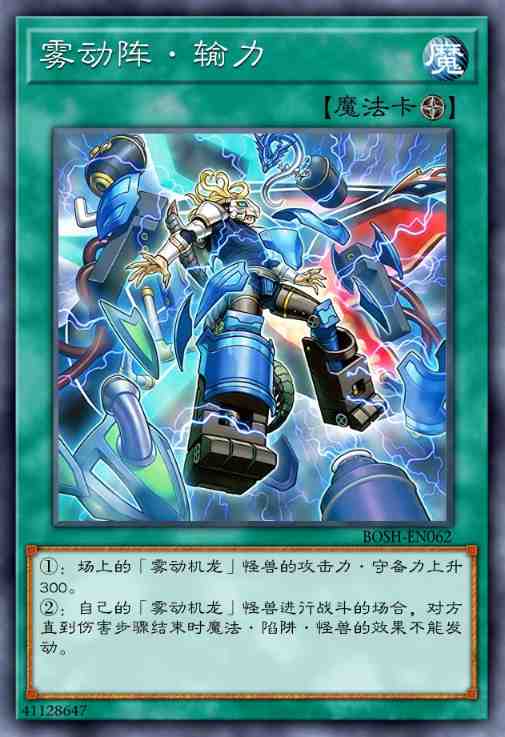 雾动阵·输力
魔
【魔法卡】
BOSH-EN062
①：场上的「雾动机龙」怪兽的攻击力·守备力上升
300。
②：自己的「雾动机龙」怪兽进行战斗的场合，对方
直到伤害步骤结束时魔法·陷阱·怪兽的效果不能发
动。
41128647